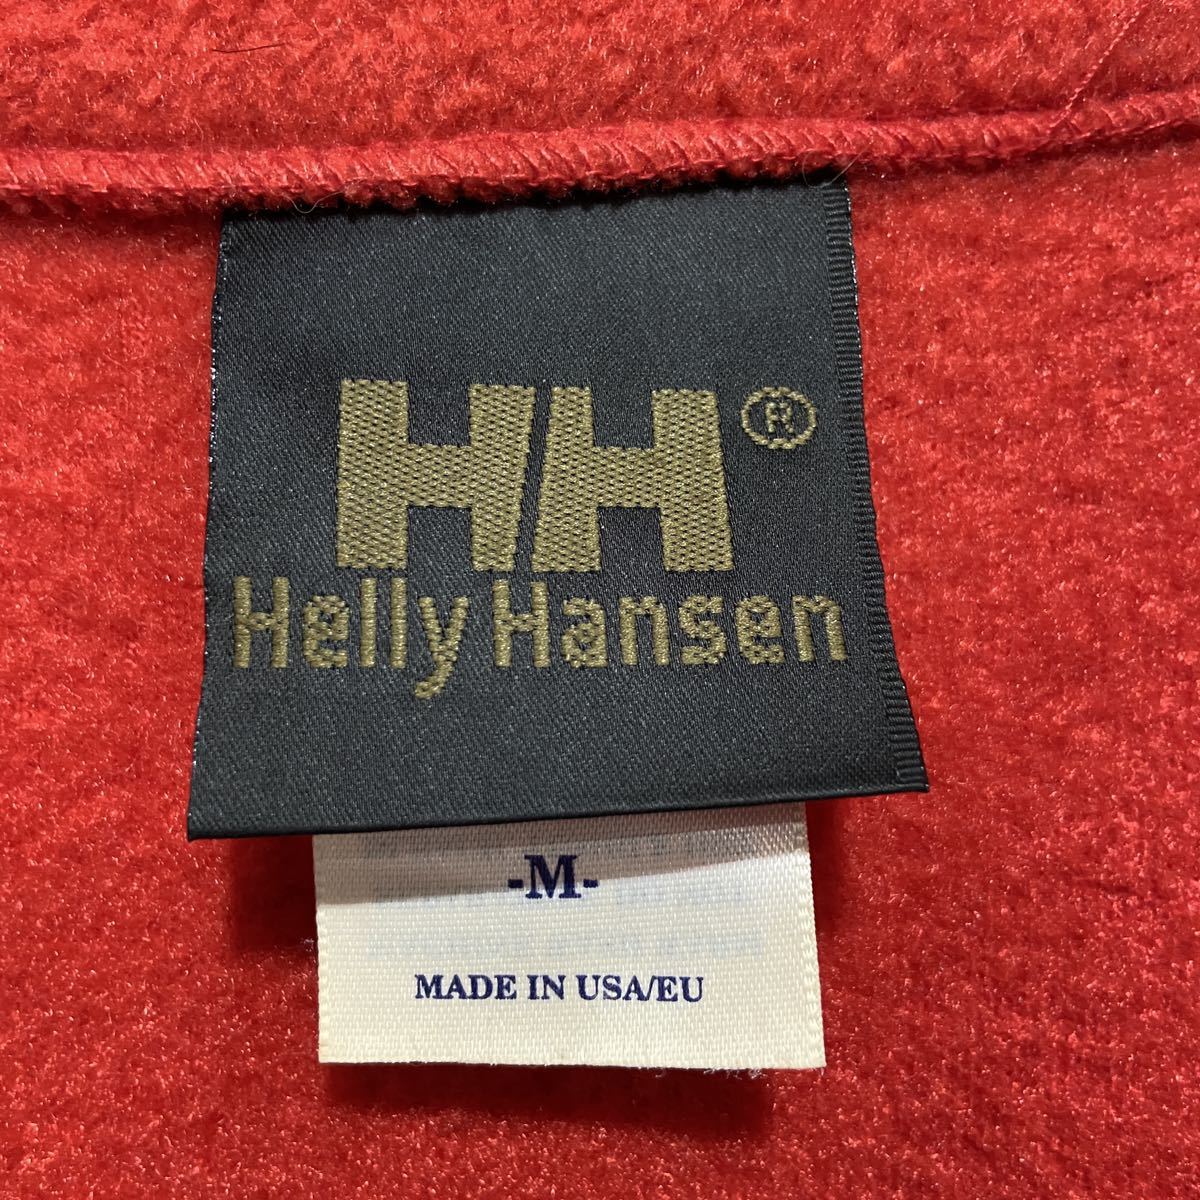 HH®
Helly Hansen
-M-
MADE IN USA/EU